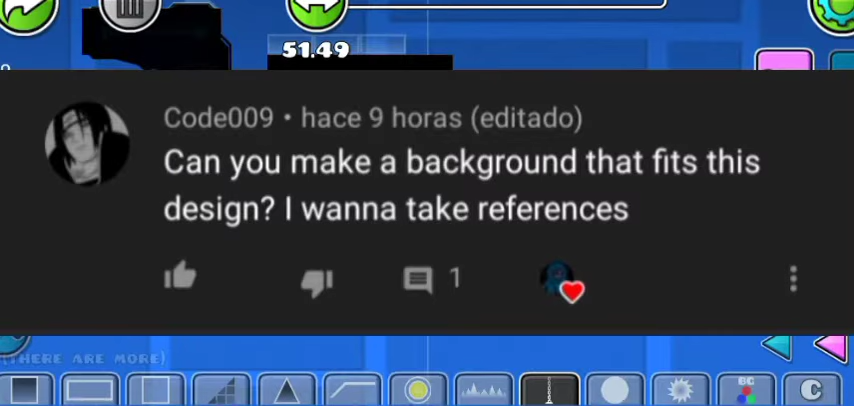 51.49
Code009 • hace 9 horas (editado)
Can you make a background that fits this
design? I wanna take references
1
(THERE ARE MORE)
BG
C